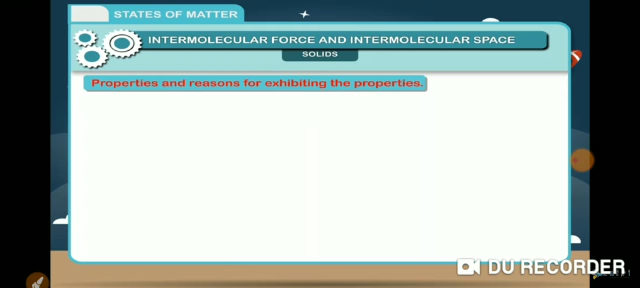 STATES OF MATTER
INTERMOLECULAR FORCE AND INTERMOLECULAR SPACE
SOLIDS
Properties and reasons for exhibiting the properties.
DU RECORDER